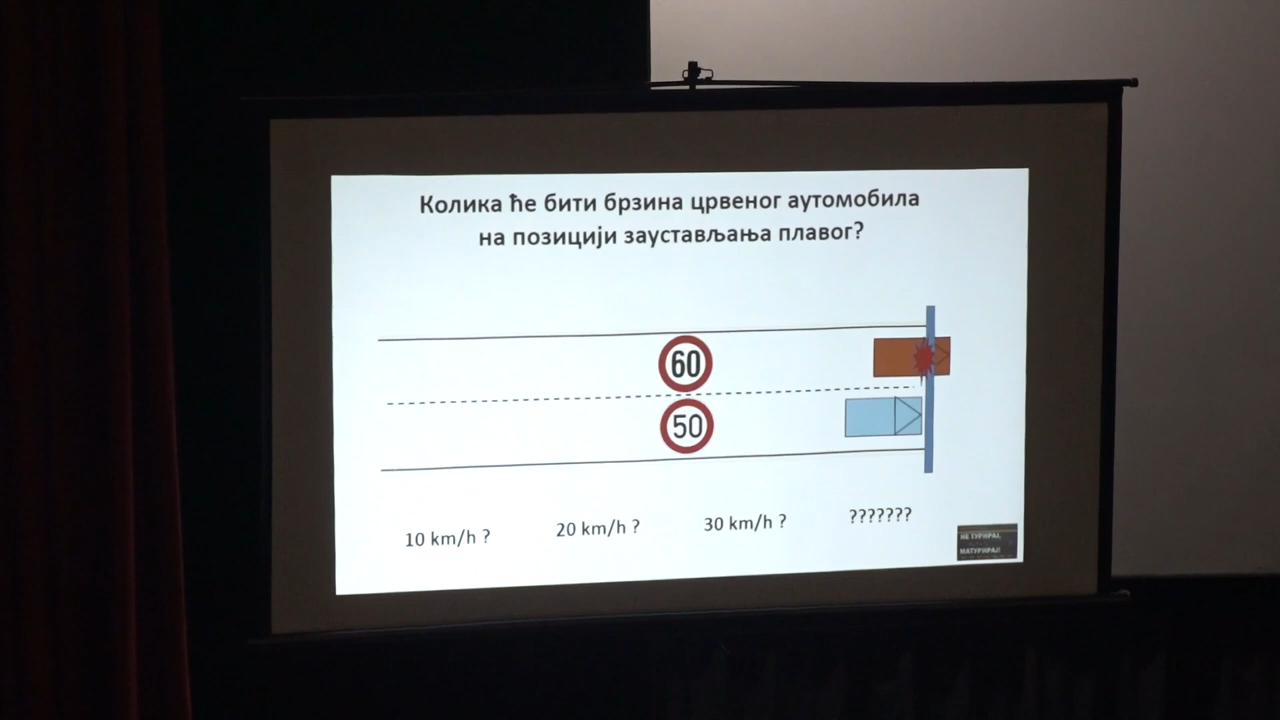 Колика ће бити брзина црвеног аутомобила
на позицији заустављања плавог?
60
50
10 km/h ?
20 km/h ?
30 km/h ?
???????
НЕ ТУРИРАЈ,
МАТУРИРАЈ!